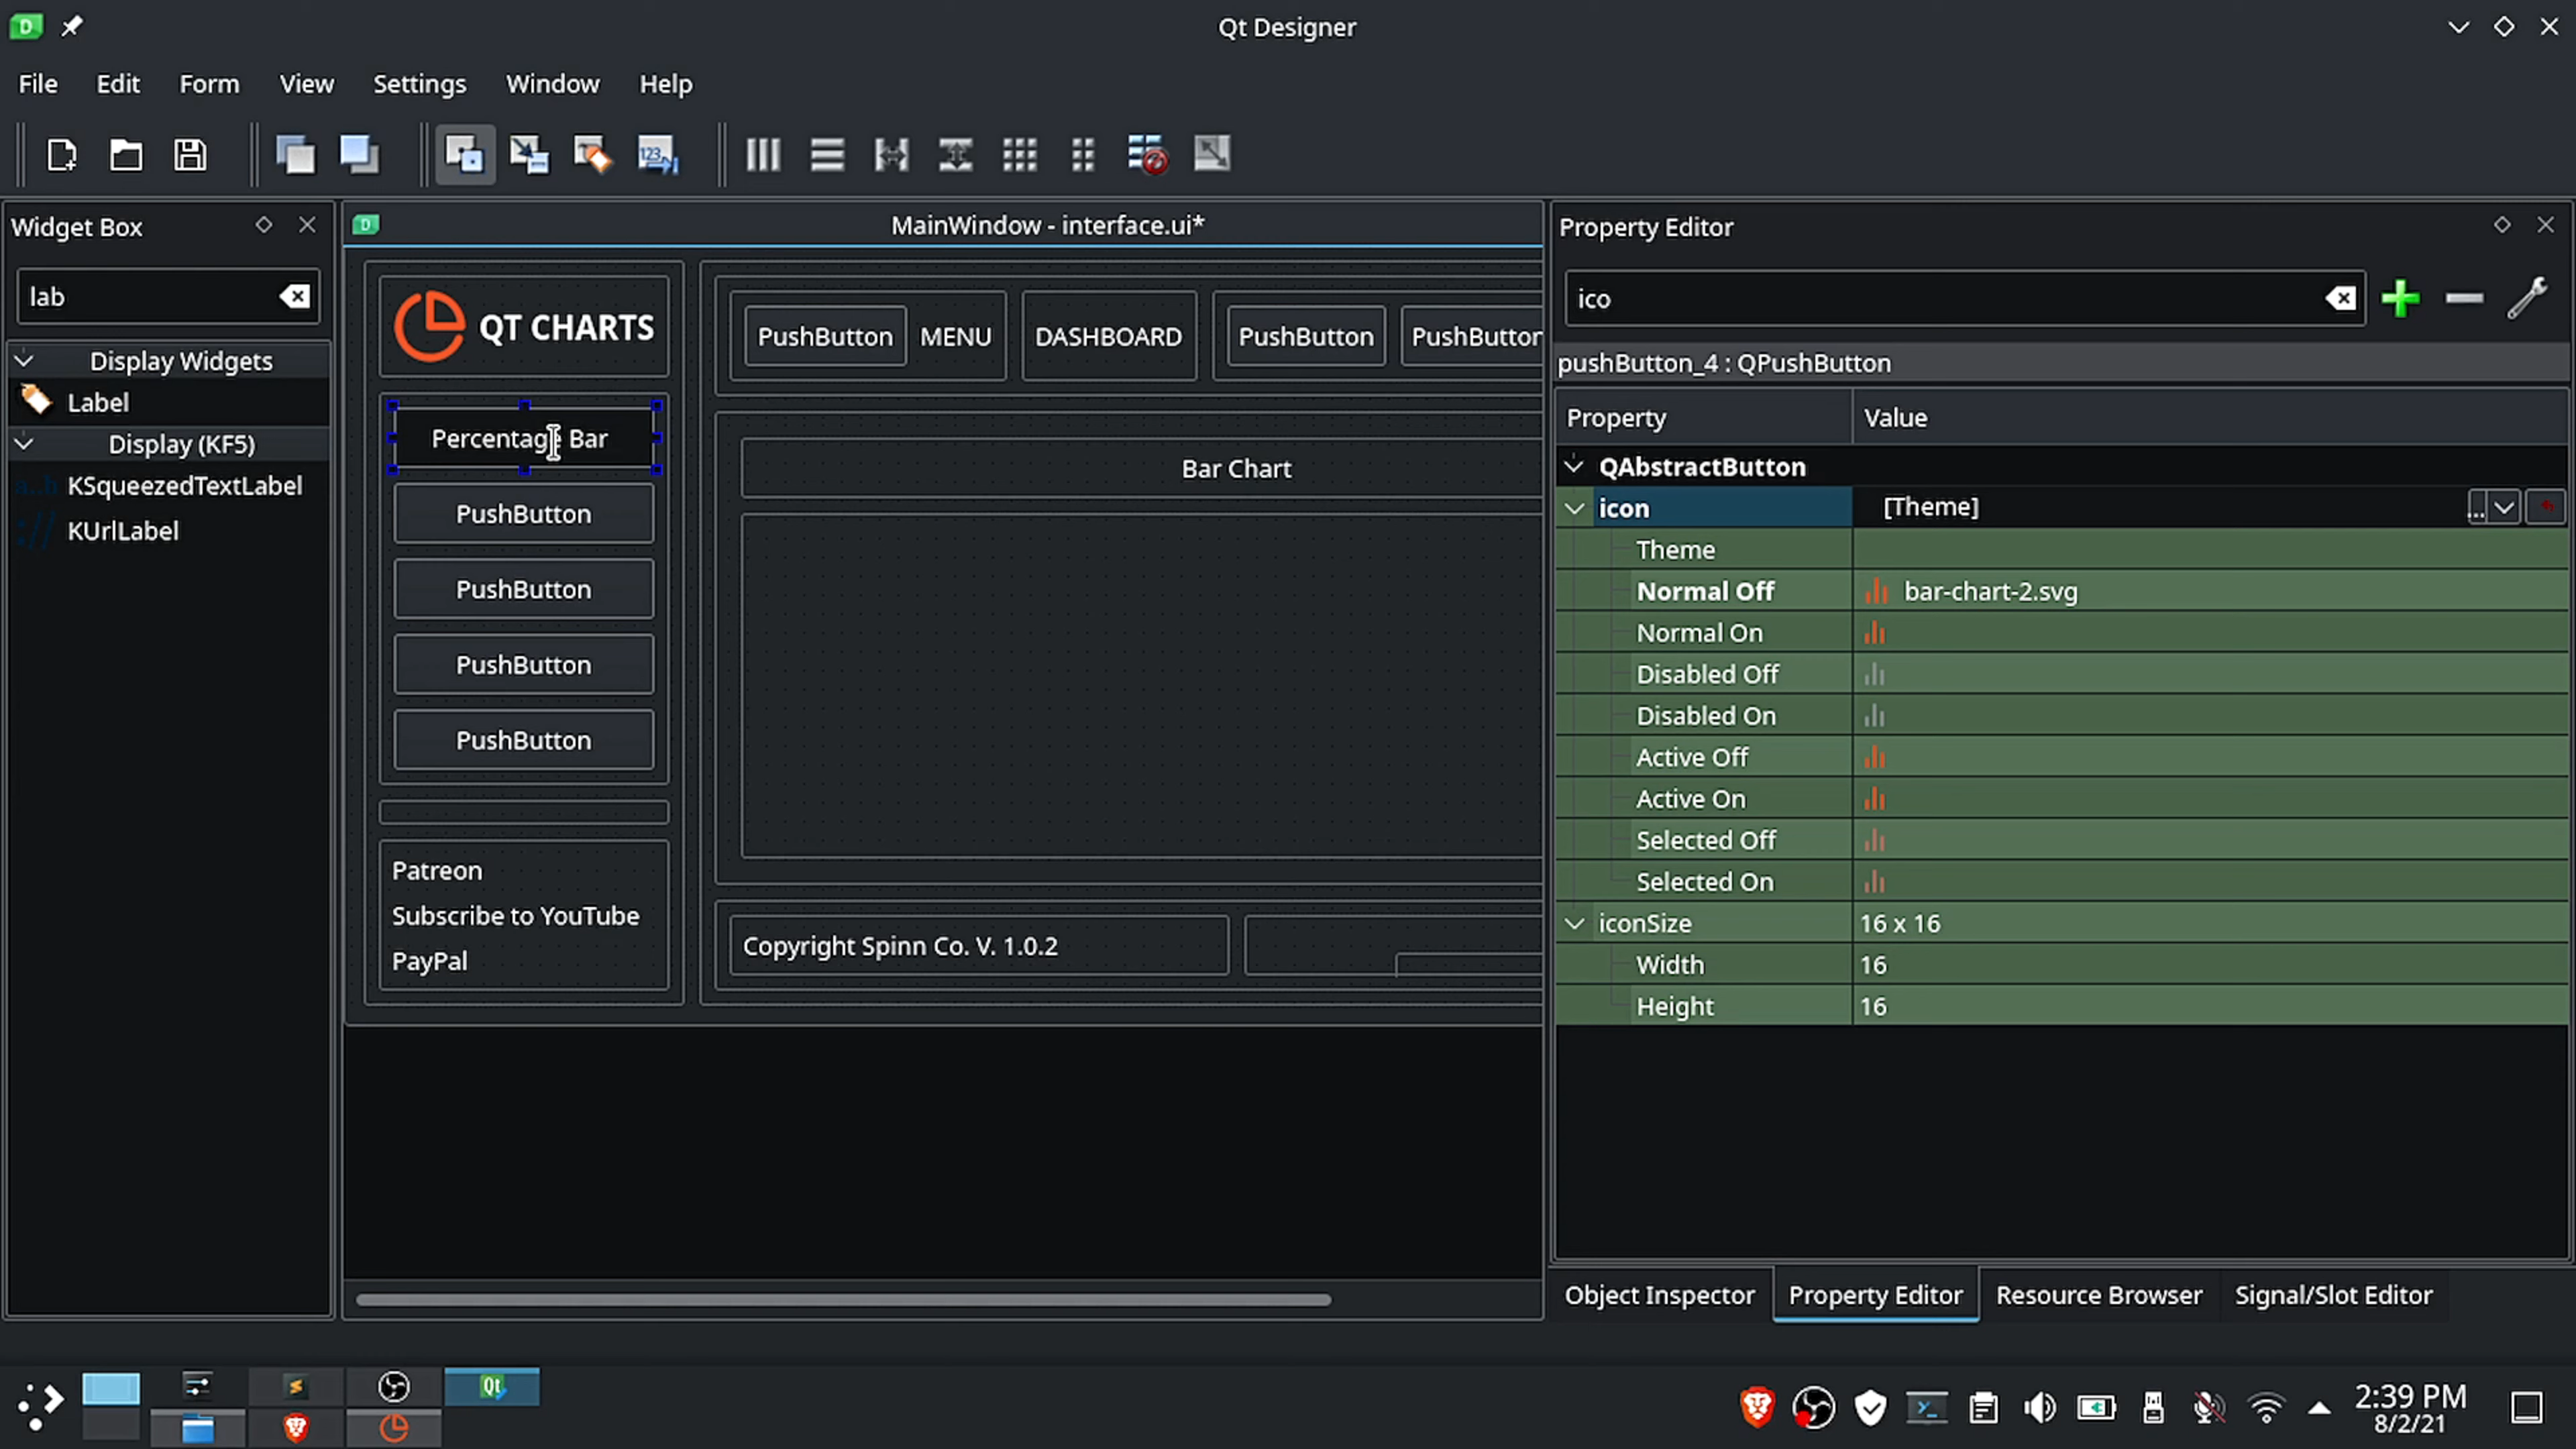 Qt Designer
File Edit Form View Settings Window Help
Widget Box
lab
Display Widgets
Label
Display (KF5)
KSqueezedTextLabel
KUrlLabel
MainWindow - interface.ui*
QT CHARTS
PushButton MENU DASHBOARD PushButton PushButton
Percentage Bar
PushButton
PushButton
PushButton
PushButton
Bar Chart
Patreon
Subscribe to YouTube
PayPal
Copyright Spinn Co. V. 1.0.2
Property Editor
ico
pushButton_4 : QPushButton
Property Value
QAbstractButton
icon [Theme] ...
Theme
Normal Off bar-chart-2.svg
Normal On
Disabled Off
Disabled On
Active Off
Active On
Selected Off
Selected On
iconSize 16 x 16
Width 16
Height 16
Object Inspector Property Editor Resource Browser Signal/Slot Editor
2:39 PM
8/2/21